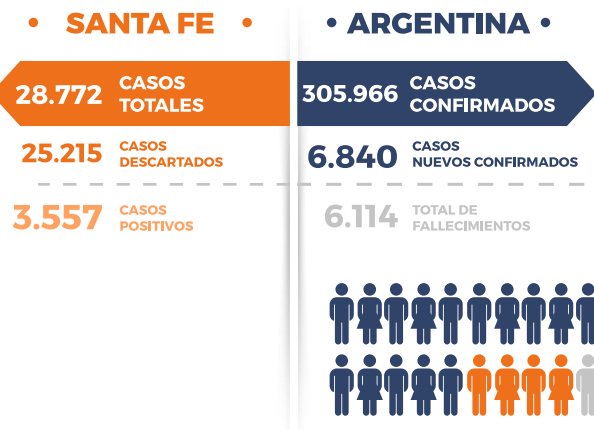 • SANTA FE •
28.772 CASOS
TOTALES
25.215 CASOS
DESCARTADOS
3.557 CASOS
POSITIVOS
• ARGENTINA •
305.966 CASOS
CONFIRMADOS
6.840 CASOS
NUEVOS CONFIRMADOS
6.114 TOTAL DE
FALLECIMIENTOS